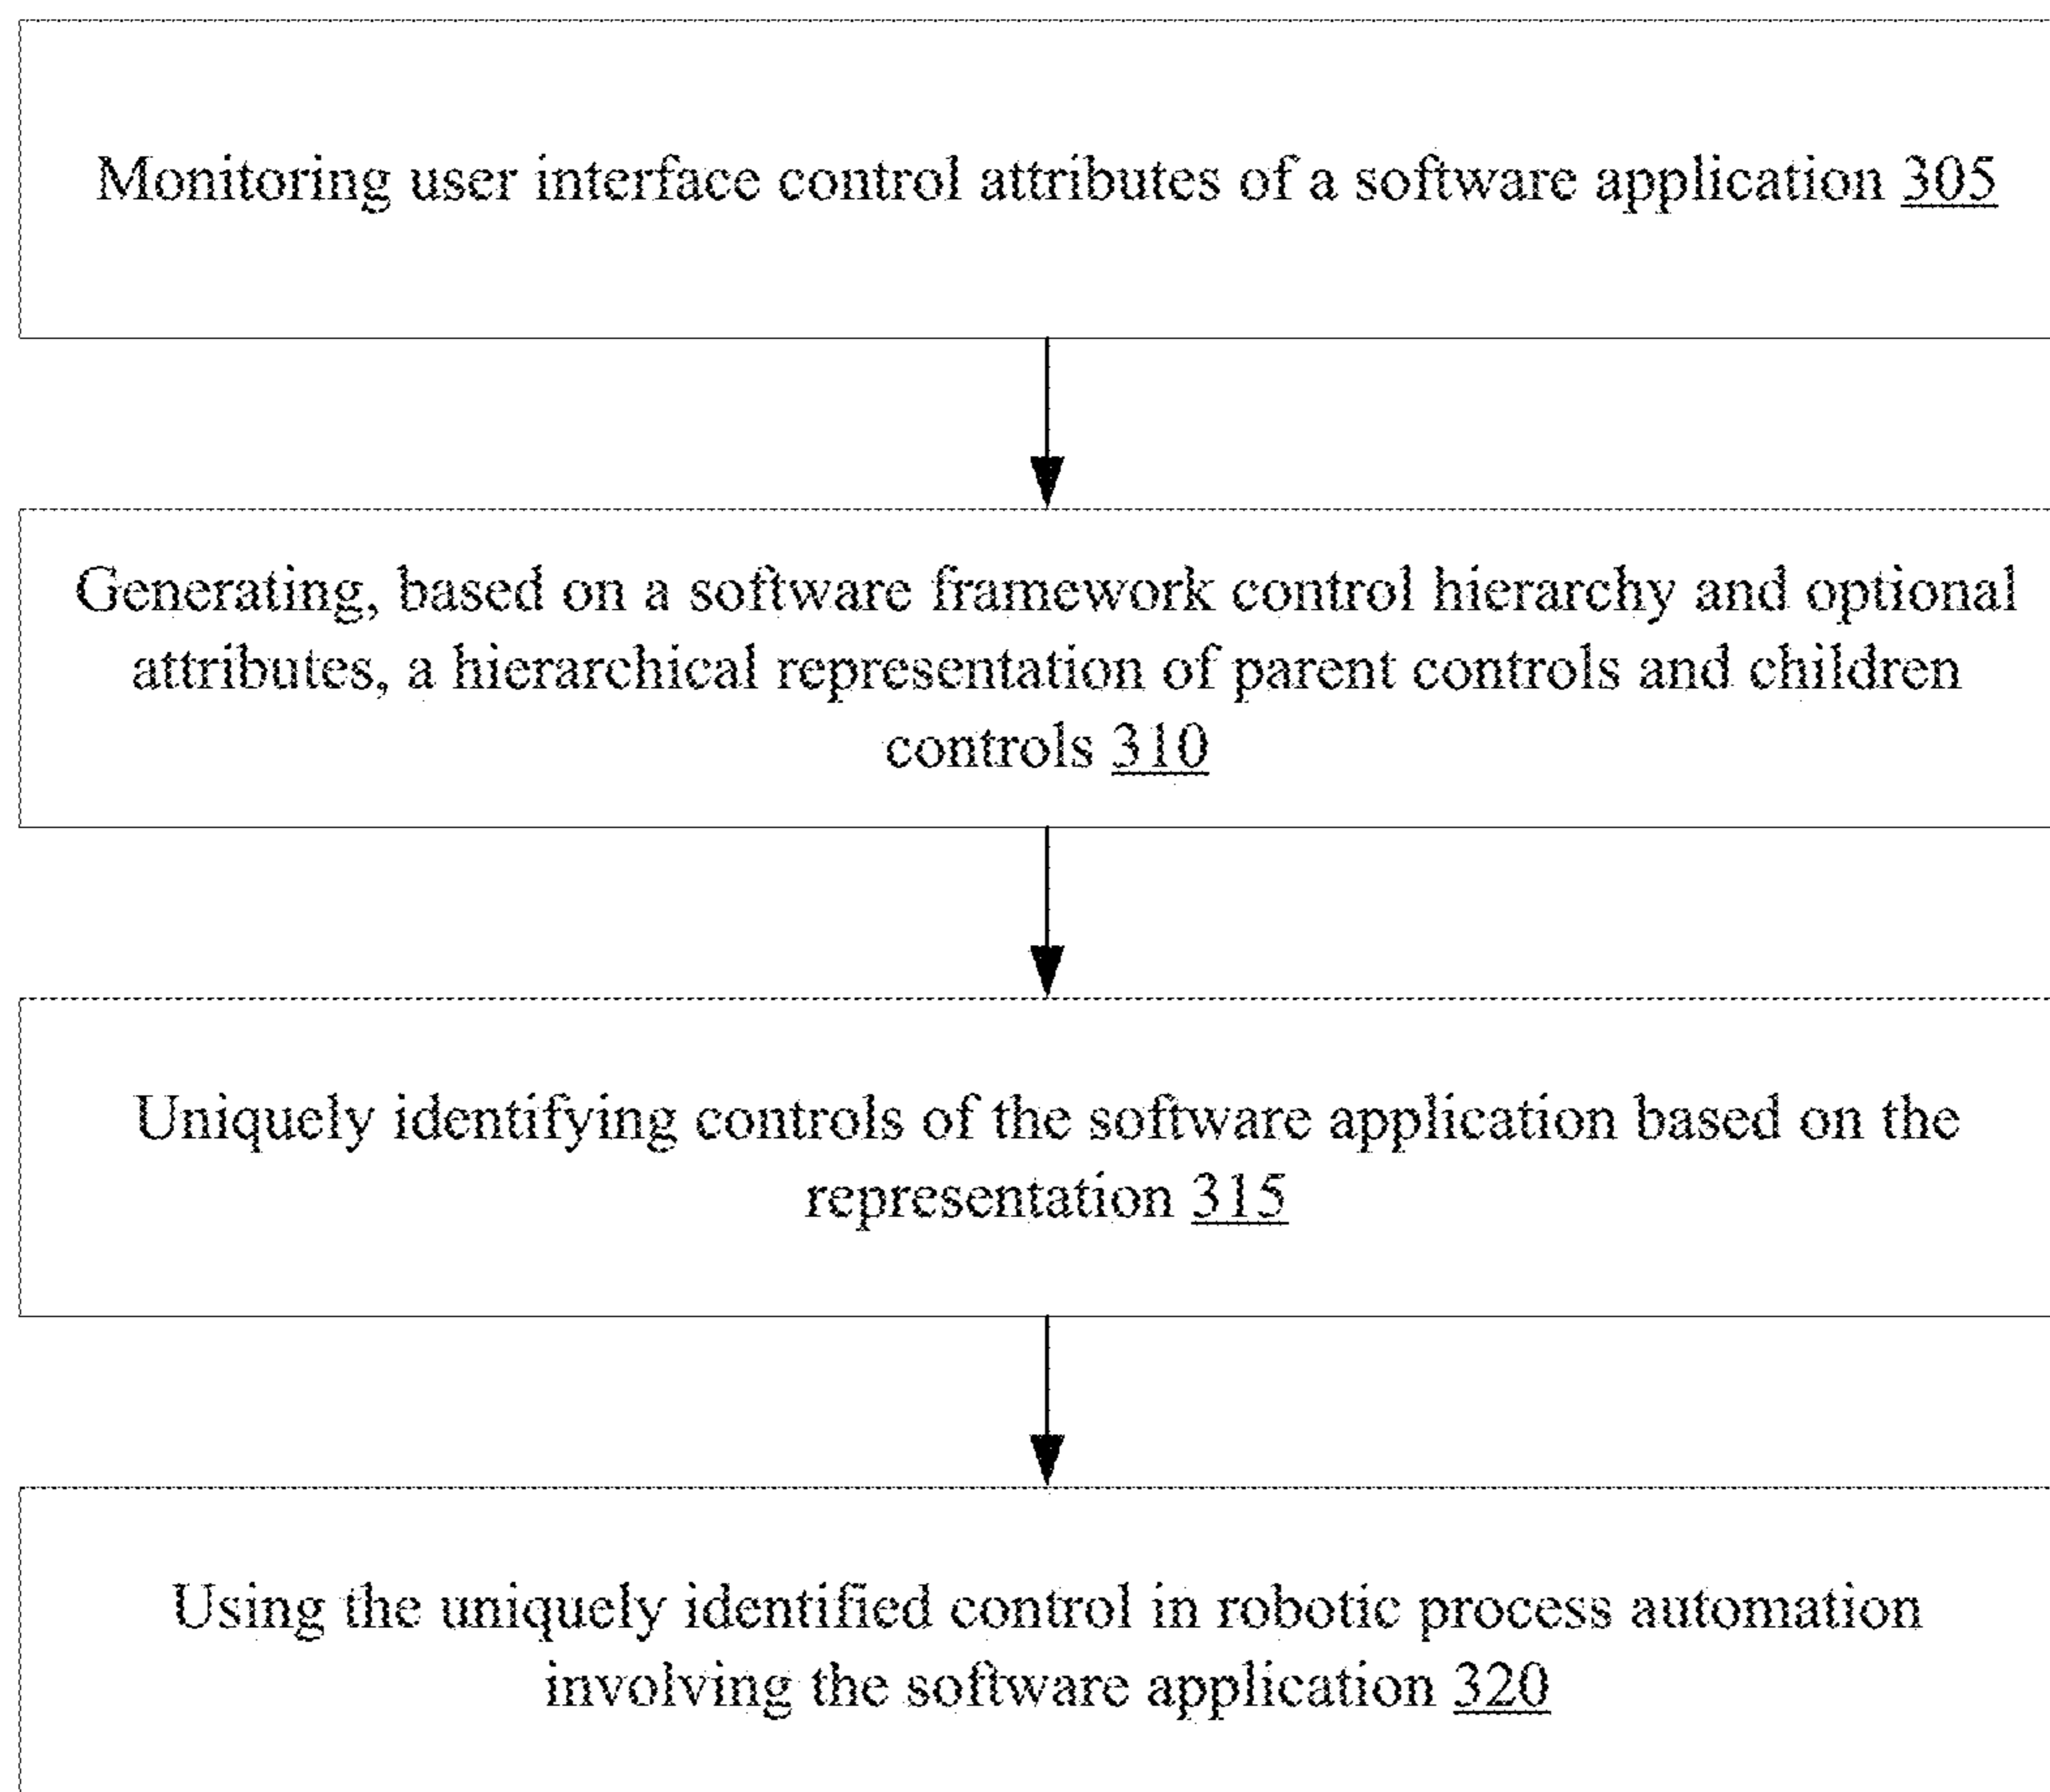 Monitoring user interface control attributes of a software application 305
Generating, based on a software framework control hierarchy and optional
attributes, a hierarchical representation of parent controls and children
controls 310
Uniquely identifying controls of the software application based on the
representation 315
Using the uniquely identified control in robotic process automation
involving the software application 320